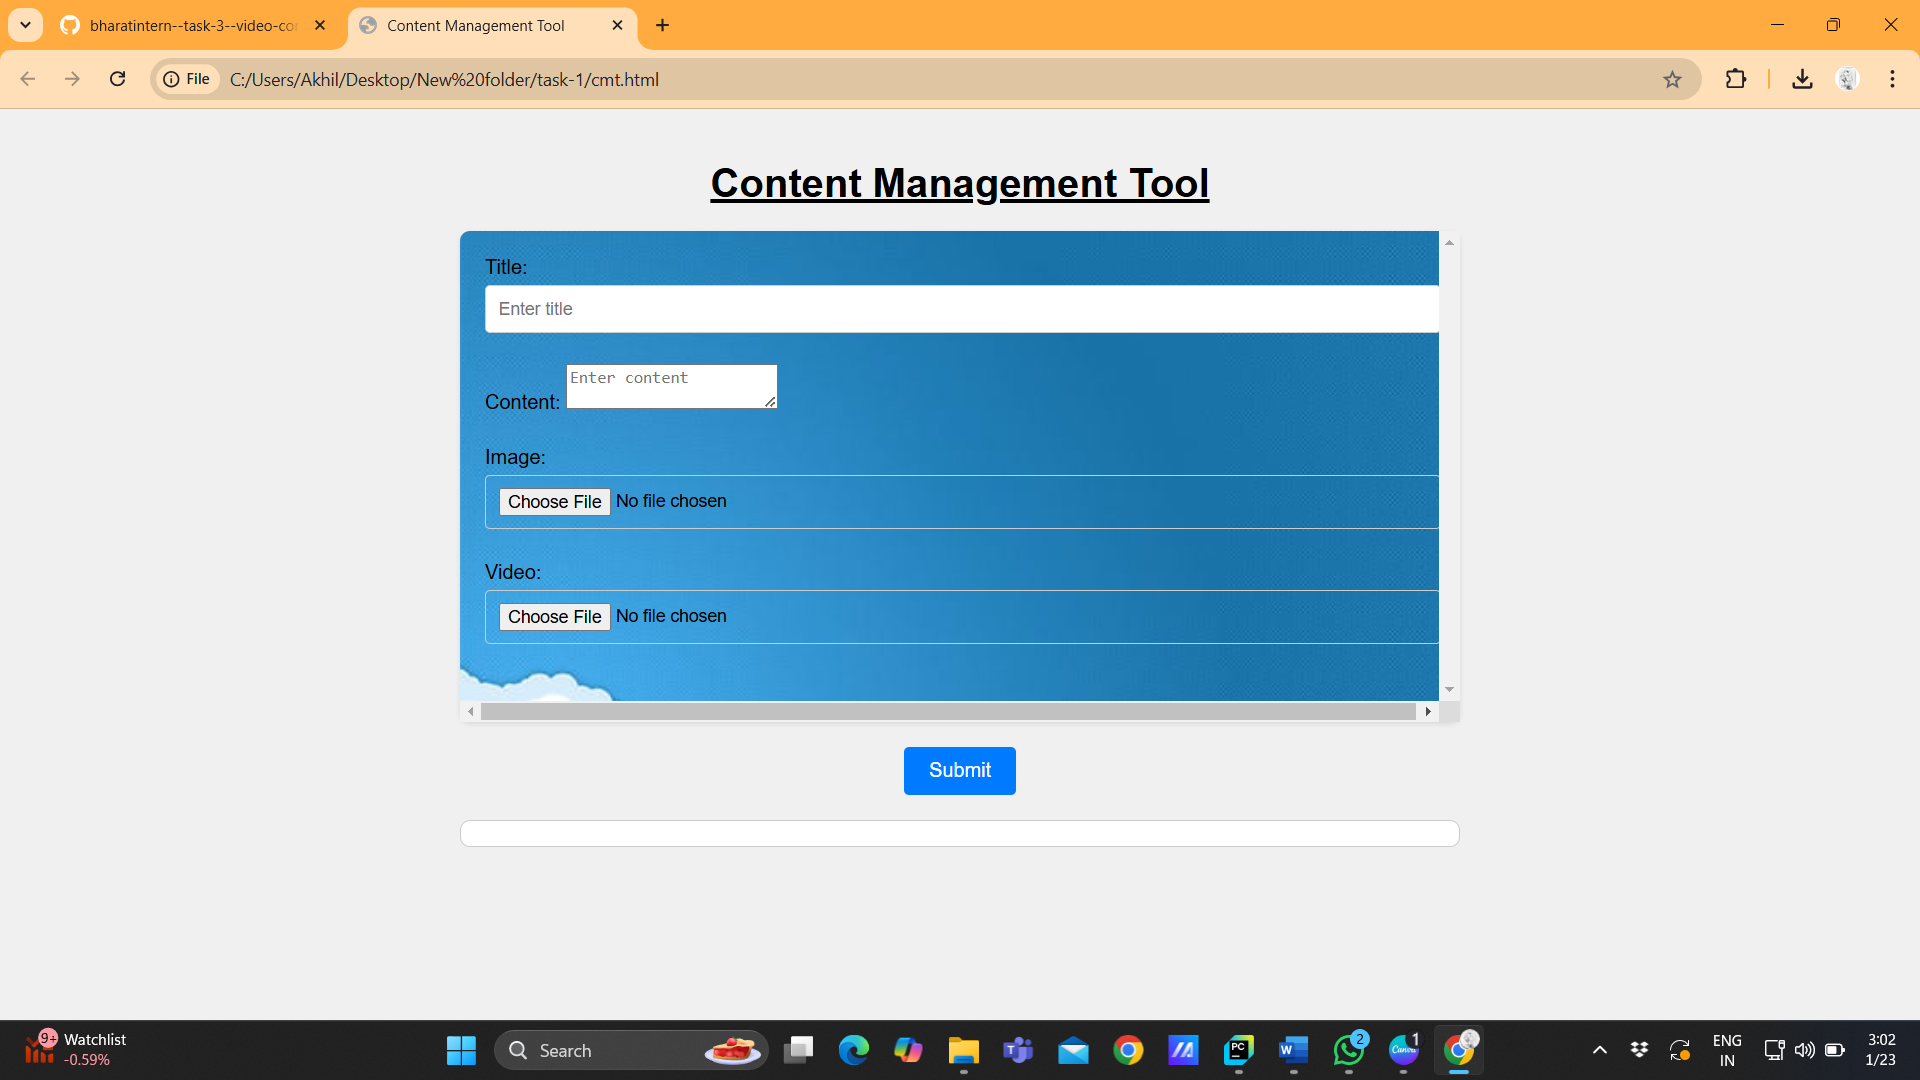 bharatintern--task-3--video-co
Content Management Tool
File
C:/Users/Akhil/Desktop/New%20folder/task-1/cmt.html
Content Management Tool
Title:
Enter title
Content:
Enter content
Image:
Choose File No file chosen
Video:
Choose File No file chosen
Submit
9+
Watchlist
-0.59%
Search
PC
W
2
Canva
1
ENG
IN
3:02
1/23